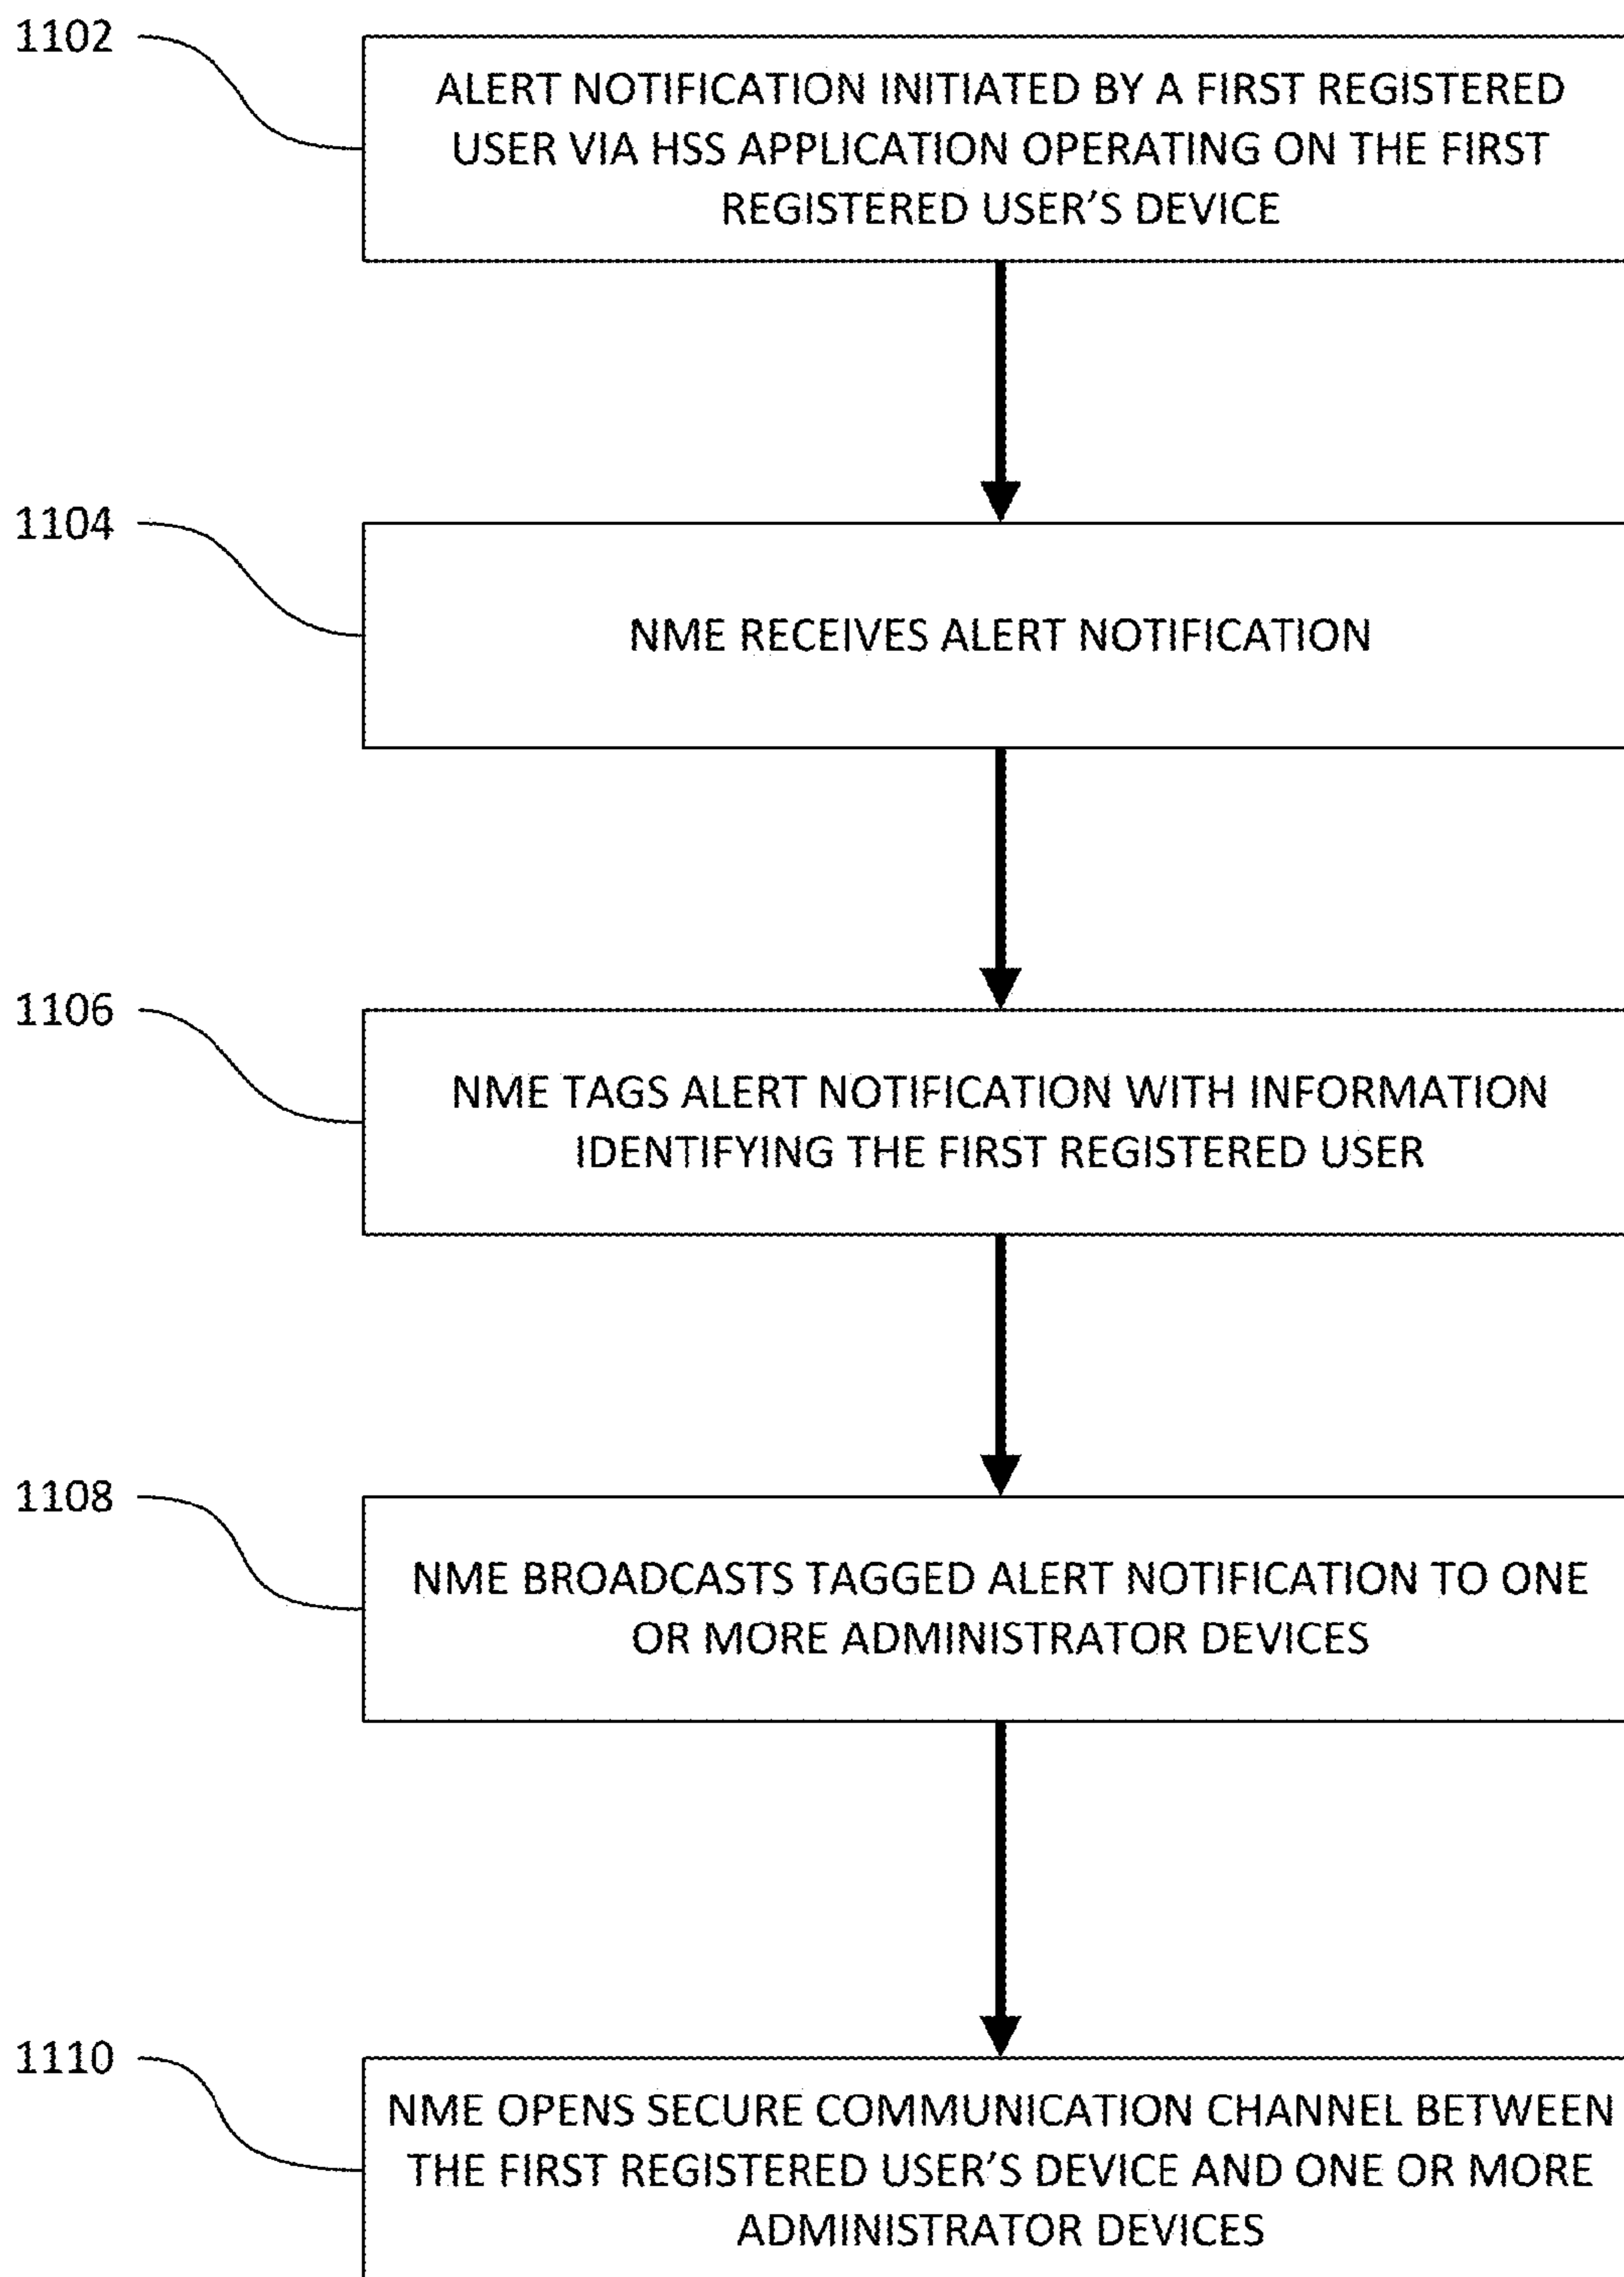 1102
ALERT NOTIFICATION INITIATED BY A FIRST REGISTERED
USER VIA HSS APPLICATION OPERATING ON THE FIRST
REGISTERED USER’S DEVICE
1104
NME RECEIVES ALERT NOTIFICATION
1106
NME TAGS ALERT NOTIFICATION WITH INFORMATION
IDENTIFYING THE FIRST REGISTERED USER
1108
NME BROADCASTS TAGGED ALERT NOTIFICATION TO ONE
OR MORE ADMINISTRATOR DEVICES
1110
NME OPENS SECURE COMMUNICATION CHANNEL BETWEEN
THE FIRST REGISTERED USER’S DEVICE AND ONE OR MORE
ADMINISTRATOR DEVICES